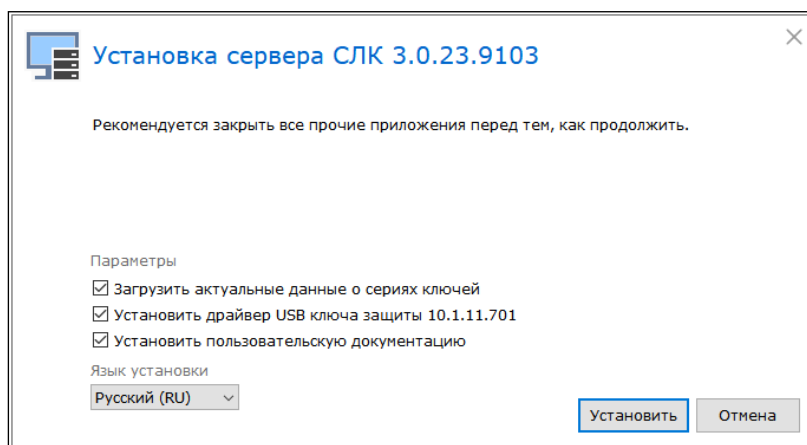 Установка сервера СЛК 3.0.23.9103
Рекомендуется закрыть все прочие приложения перед тем, как продолжить.
Параметры
Загрузить актуальные данные о сериях ключей
Установить драйвер USB ключа защиты 10.1.11.701
Установить пользовательскую документацию
Язык установки
Русский (RU)
Установить Отмена